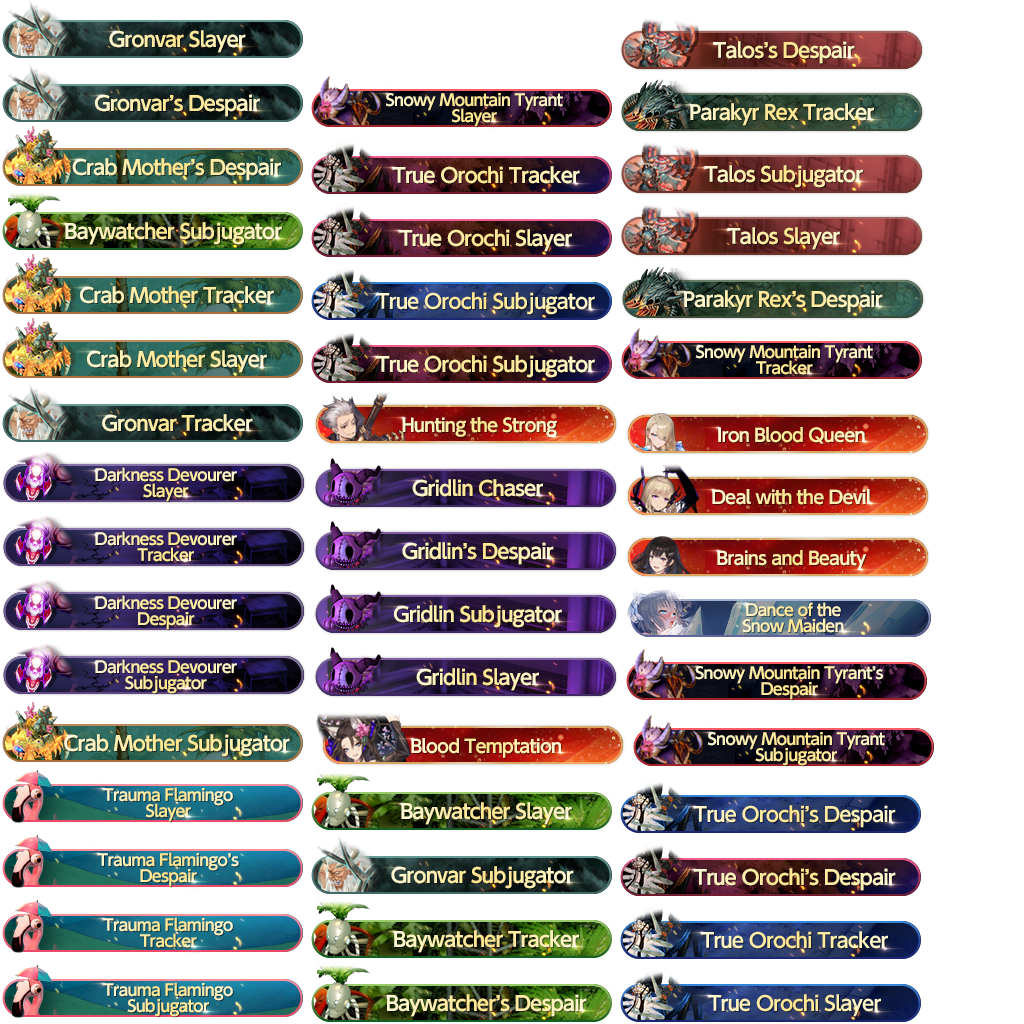 Gronvar Slayer
Gronvar's Despair
Crab Mother's Despair
Baywatcher Subjugator
Crab Mother Tracker
Crab Mother Slayer
Gronvar Tracker
Darkness Devourer
Slayer
Darkness Devourer
Tracker
Darkness Devourer
Despair
Darkness Devourer
Subjugator
Crab Mother Subjugator
Trauma Flamingo
Slayer
Trauma Flamingo's
Despair
Trauma Flamingo
Tracker
Trauma Flamingo
Subjugator
Snowy Mountain Tyrant
Slayer
True Orochi Tracker
True Orochi Slayer
True Orochi Subjugator
True Orochi Subjugator
Hunting the Strong
Gridlin Chaser
Gridlin's Despair
Gridlin Subjugator
Gridlin Slayer
Blood Temptation
Baywatcher Slayer
Gronvar Subjugator
Baywatcher Tracker
Baywatcher's Despair
Talos's Despair
Parakyr Rex Tracker
Talos Subjugator
Talos Slayer
Parakyr Rex's Despair
Snowy Mountain Tyrant
Tracker
Iron Blood Queen
Deal with the Devil
Brains and Beauty
Dance of the
Snow Maiden
Snowy Mountain Tyrant's
Despair
Snowy Mountain Tyrant
Subjugator
True Orochi's Despair
True Orochi's Despair
True Orochi Tracker
True Orochi Slayer